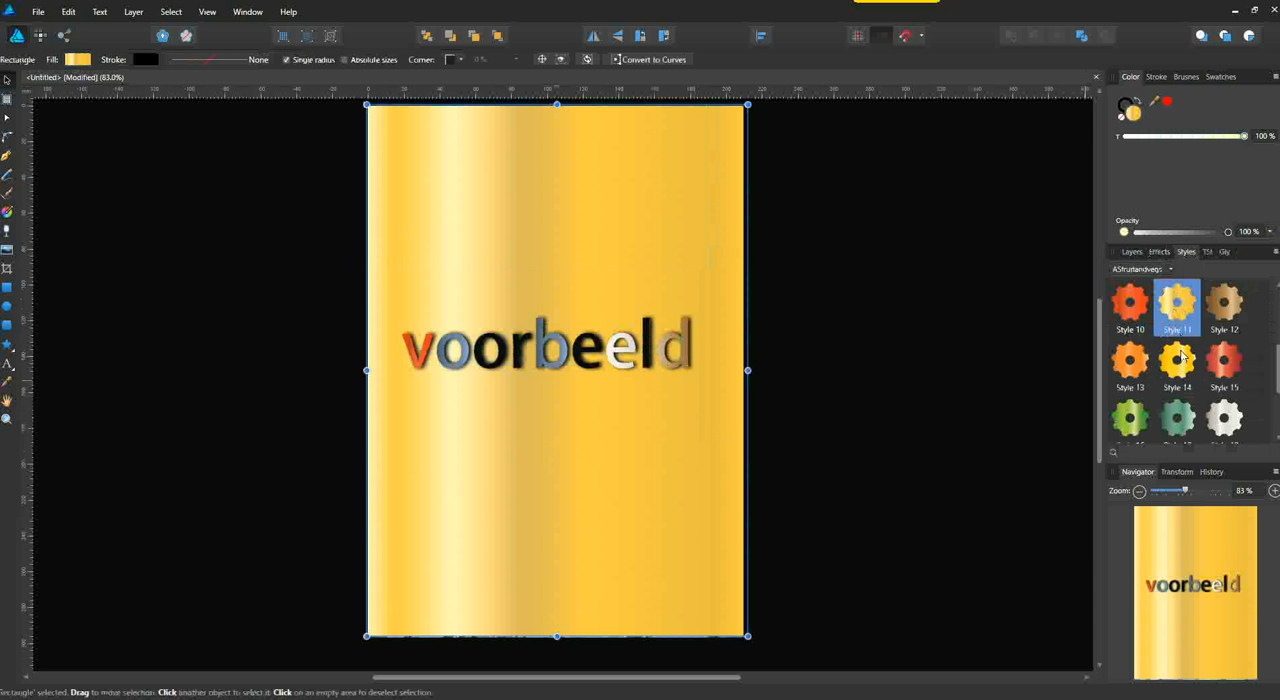 File Edit Text Layer Select View Window Help
Rectangle Fill: Stroke: None Single radius Absolute sizes Corner: 0 % Convert to Curves
<Untitled> [Modified] (83.0%)
Color Stroke Brushes Swatches
100 %
Opacity
100 %
Layers Effects Styles TSt Gly
Style 10 Style 11 Style 12
Style 13 Style 14 Style 15
voorbeeld
Navigator Transform History
Zoom: 83 %
voorbeeld
'Rectangle' selected. Drag to move selection. Click another object to select it. Click on an empty area to deselect selection.